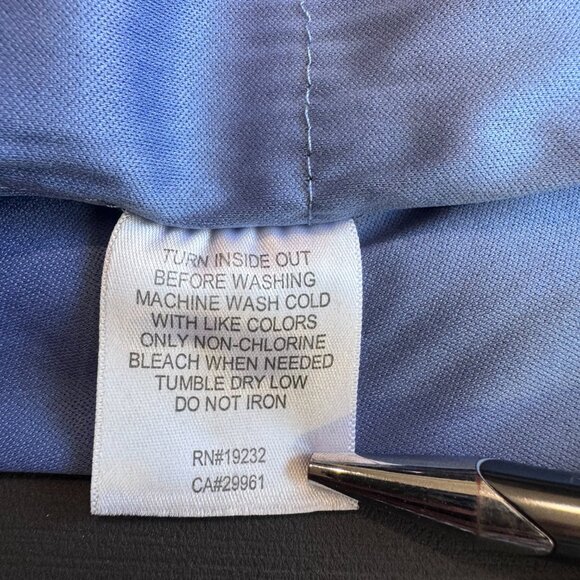 TURN INSIDE OUT
BEFORE WASHING
MACHINE WASH COLD
WITH LIKE COLORS
ONLY NON-CHLORINE
BLEACH WHEN NEEDED
TUMBLE DRY LOW
DO NOT IRON
RN#19232
CA#29961